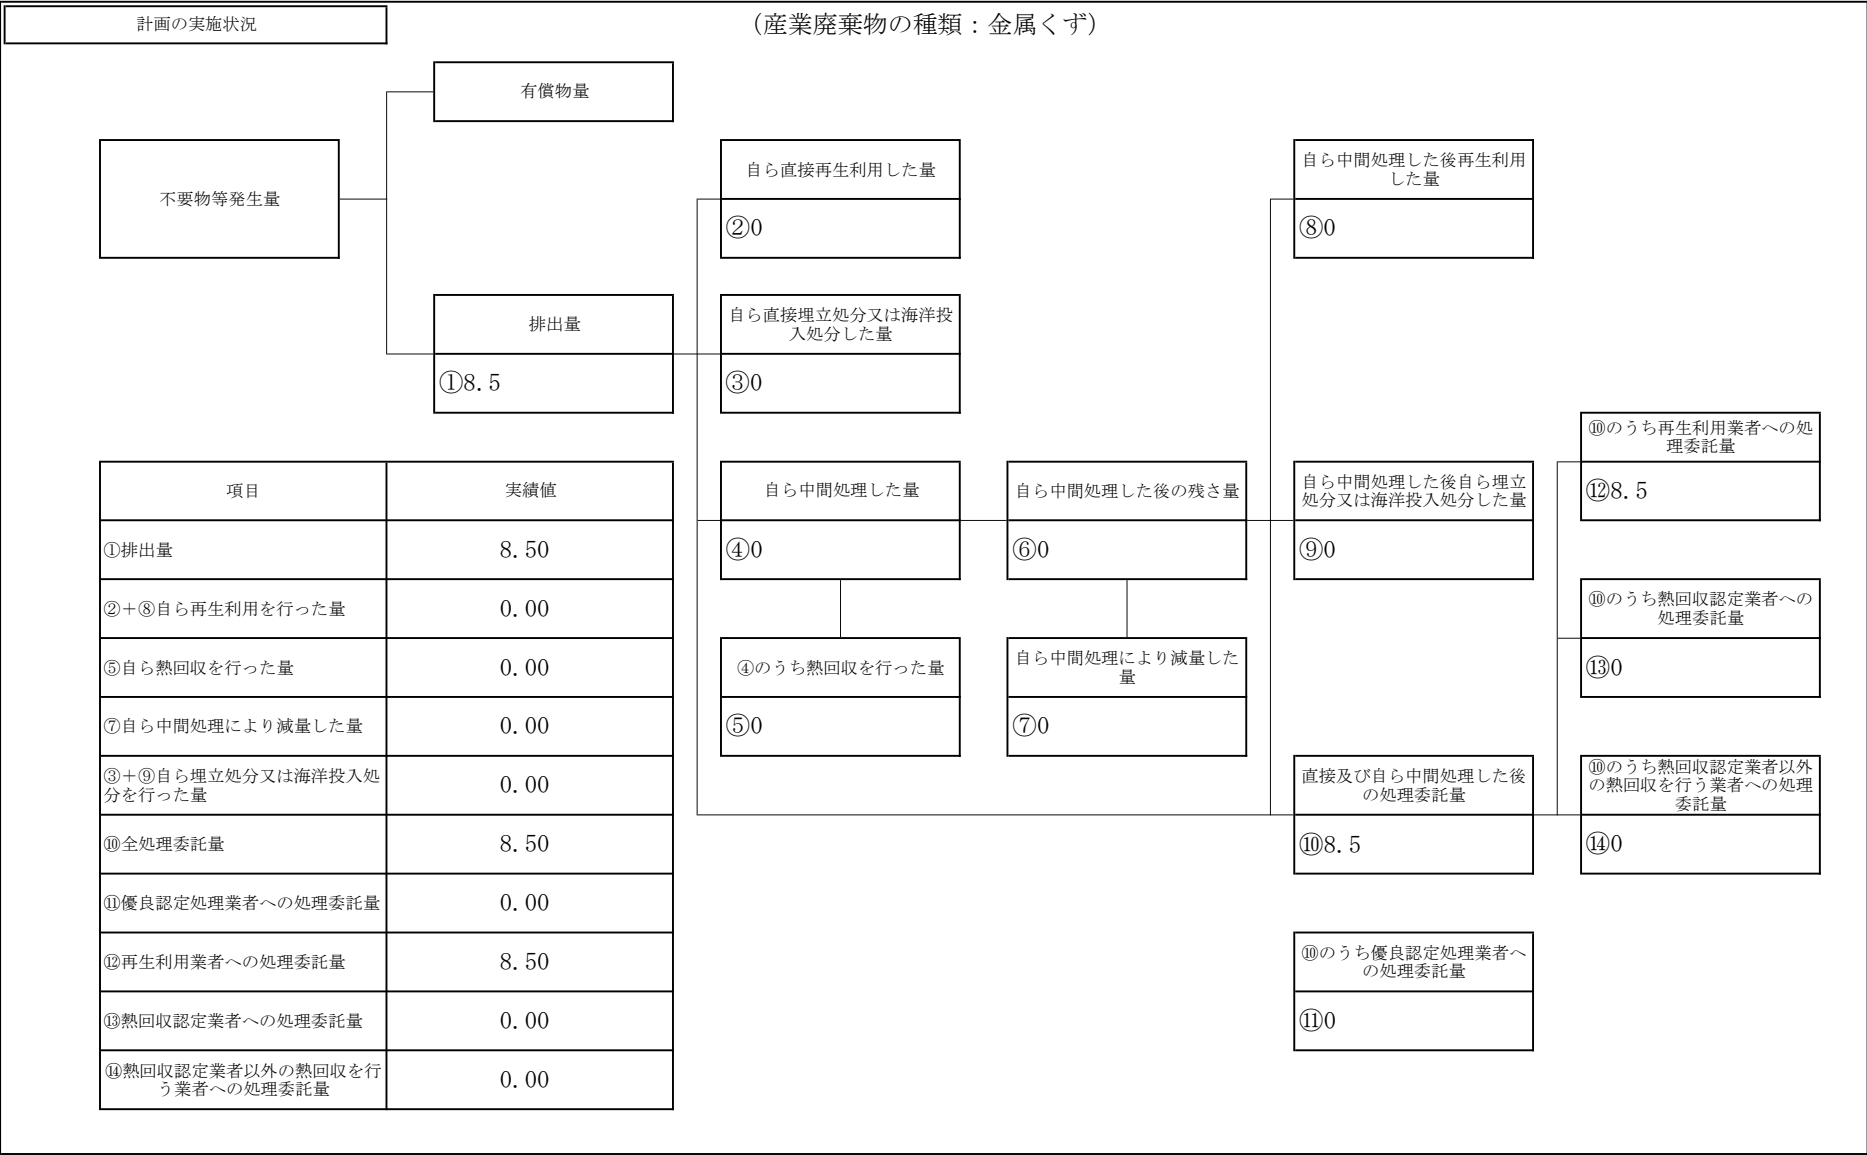 計画の実施状況
（産業廃棄物の種類：金属くず）
有償物量
不要物等発生量
自ら直接再生利用した量
②0
自ら中間処理した後再生利用
した量
⑧0
排出量
①8.5
自ら直接埋立処分又は海洋投
入処分した量
③0
⑩のうち再生利用業者への処
理委託量
⑫8.5
自ら中間処理した量
④0
自ら中間処理した後の残さ量
⑥0
自ら中間処理した後自ら埋立
処分又は海洋投入処分した量
⑨0
⑩のうち熱回収認定業者への
処理委託量
⑬0
④のうち熱回収を行った量
⑤0
自ら中間処理により減量した
量
⑦0
直接及び自ら中間処理した後
の処理委託量
⑩8.5
⑩のうち熱回収認定業者以外
の熱回収を行う業者への処理
委託量
⑭0
⑩のうち優良認定処理業者へ
の処理委託量
⑪0
項目 実績値
①排出量 8.50
②＋⑧自ら再生利用を行った量 0.00
⑤自ら熱回収を行った量 0.00
⑦自ら中間処理により減量した量 0.00
③＋⑨自ら埋立処分又は海洋投入処
分を行った量 0.00
⑩全処理委託量 8.50
⑪優良認定処理業者への処理委託量 0.00
⑫再生利用業者への処理委託量 8.50
⑬熱回収認定業者への処理委託量 0.00
⑭熱回収認定業者以外の熱回収を行
う業者への処理委託量 0.00